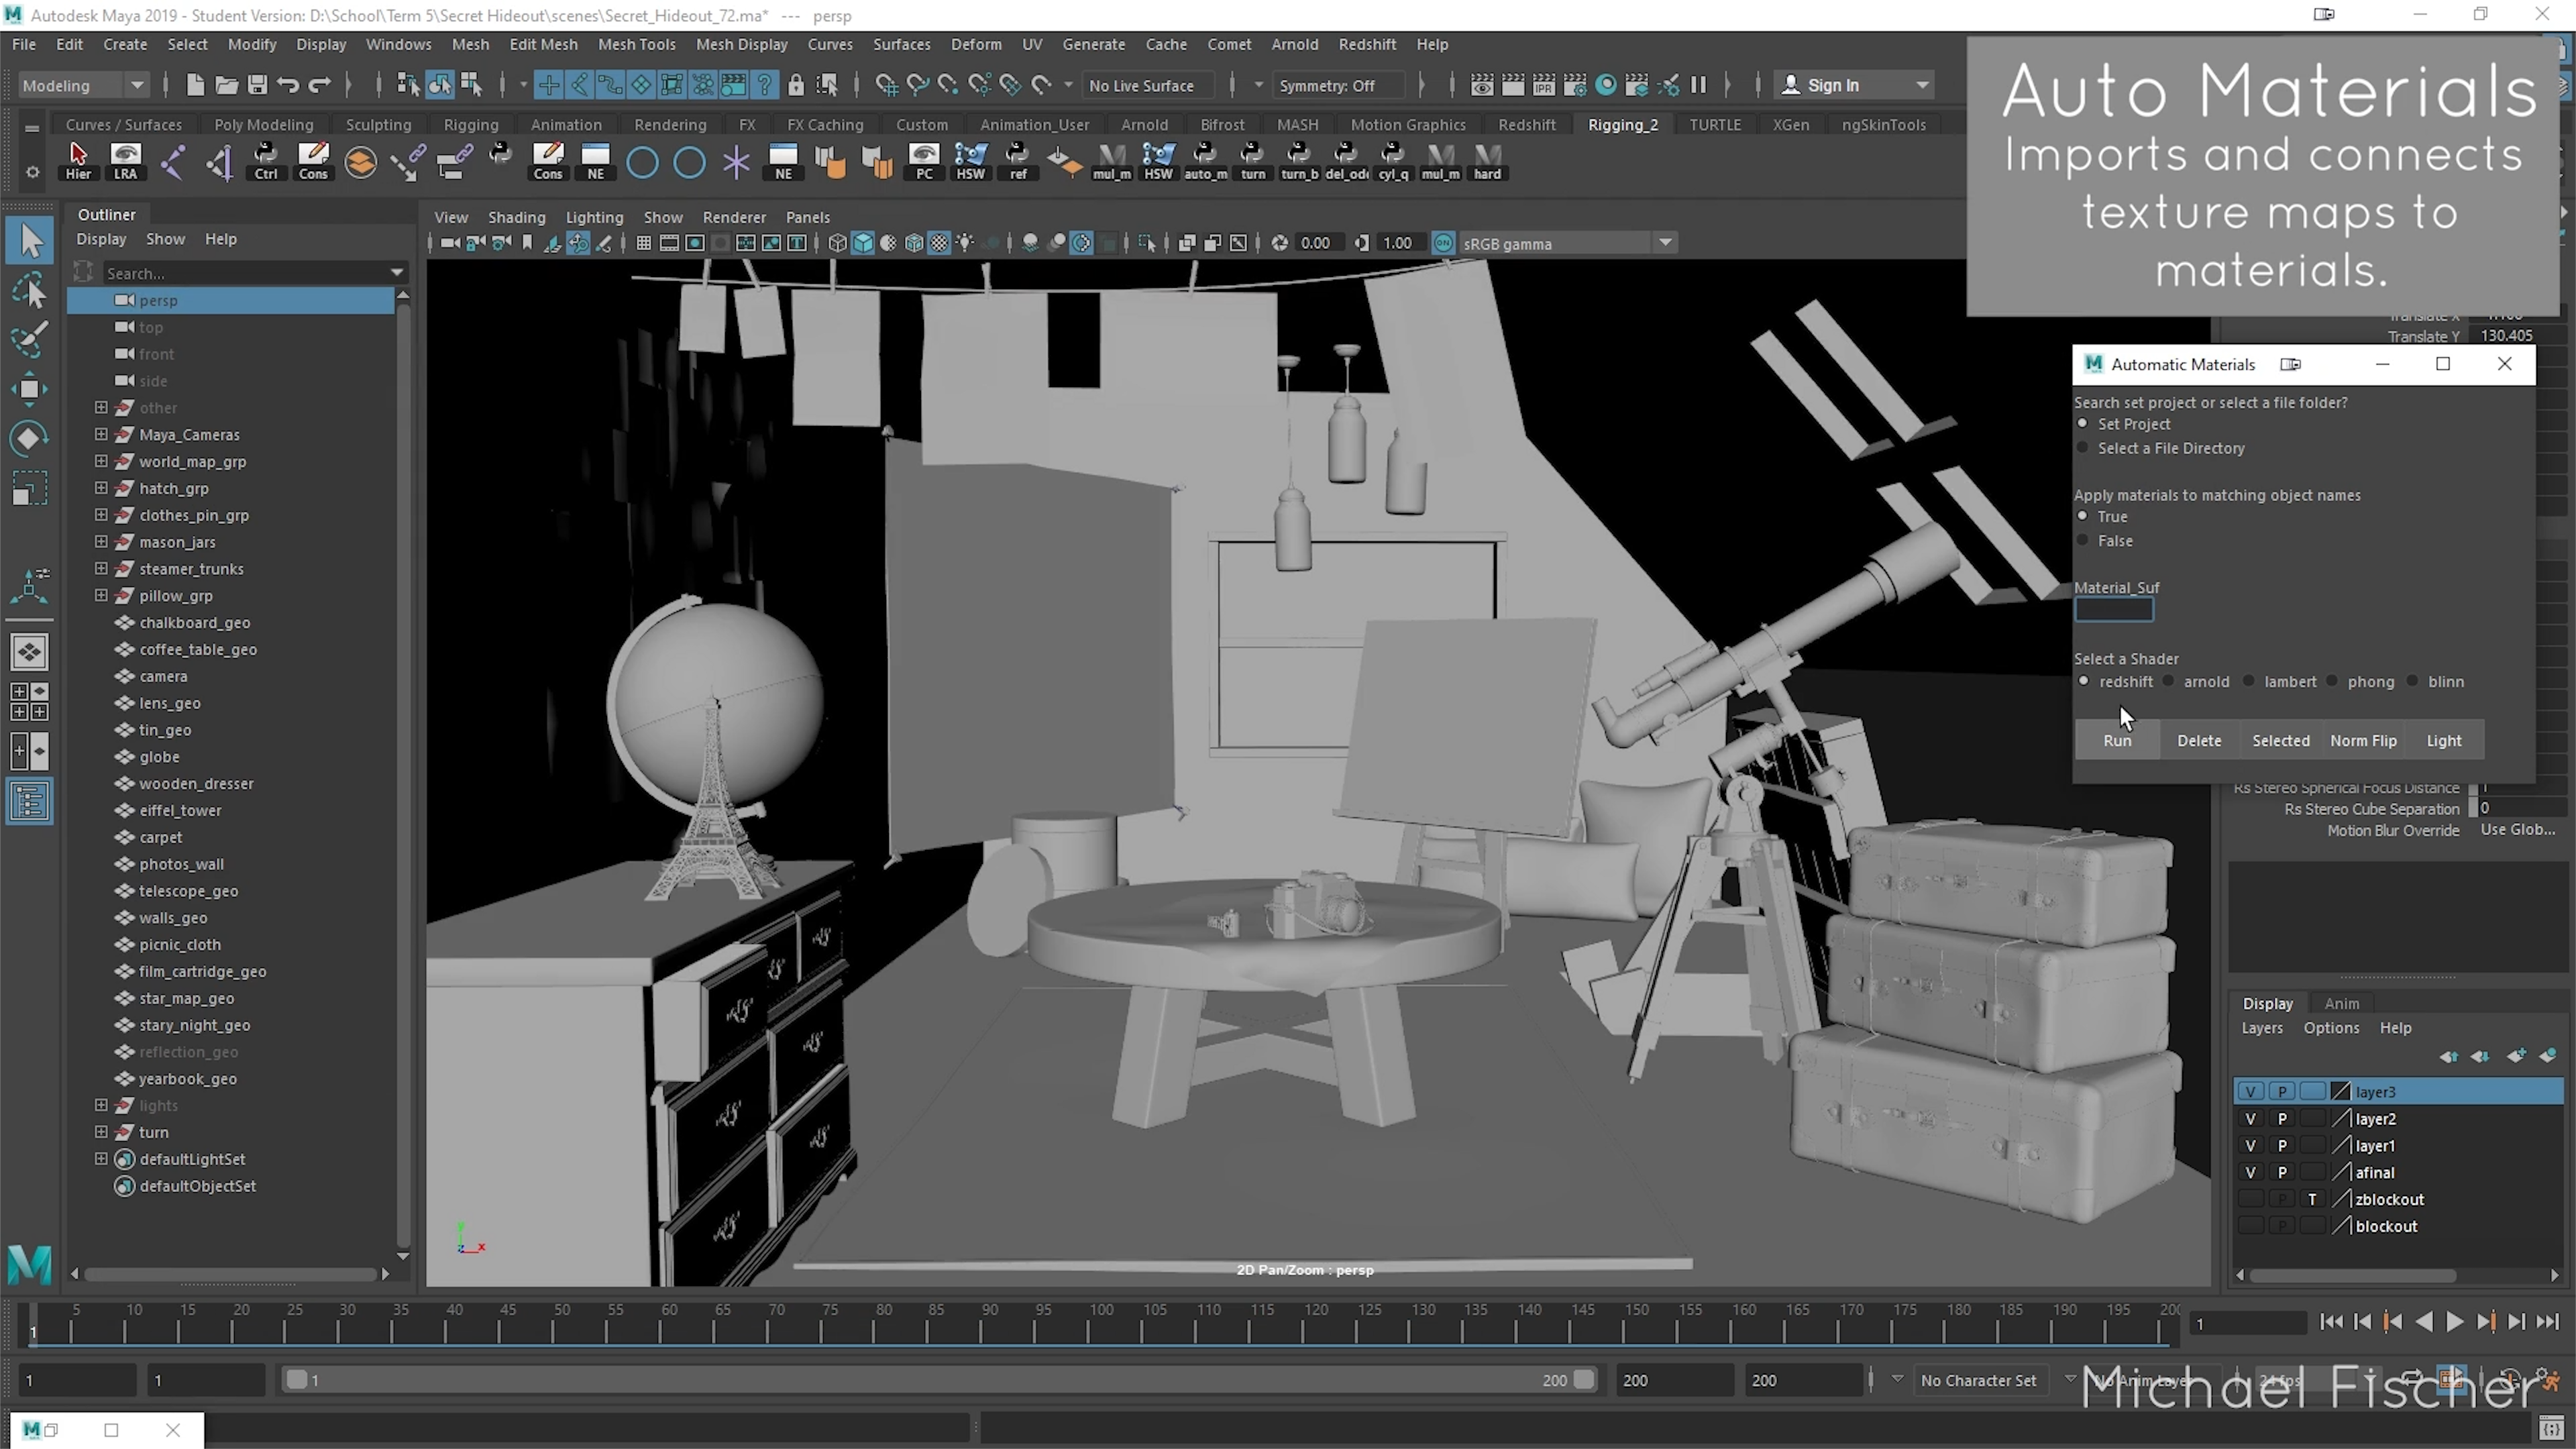 Autodesk Maya 2019 - Student Version: D:\School\Term 5\Secret Hideout\scenes\Secret_Hideout_72.ma* --- persp
File Edit Create Select Modify Display Windows Mesh Edit Mesh Mesh Tools Mesh Display Curves Surfaces Deform UV Generate Cache Comet Arnold Redshift Help
Auto Materials
Imports and connects
texture maps to
materials.
Modeling No Live Surface Symmetry: Off IPR Sign In
Curves / Surfaces Poly Modeling Sculpting Rigging Animation Rendering FX FX Caching Custom Animation_User Arnold Bifrost MASH Motion Graphics Redshift Rigging_2 TURTLE XGen ngSkinTools
Hier LRA Ctrl Cons Cons NE NE PC HSW ref mul_m HSW auto_m turn turn_b del_od cyl_q mul_m hard
Outliner
Display Show Help
Search...
persp
top
front
side
other
Maya_Cameras
world_map_grp
hatch_grp
clothes_pin_grp
mason_jars
steamer_trunks
pillow_grp
chalkboard_geo
coffee_table_geo
camera
lens_geo
tin_geo
globe
wooden_dresser
eiffel_tower
carpet
photos_wall
telescope_geo
walls_geo
picnic_cloth
film_cartridge_geo
star_map_geo
stary_night_geo
reflection_geo
yearbook_geo
lights
turn
defaultLightSet
defaultObjectSet
View Shading Lighting Show Renderer Panels
0.00 1.00 ON sRGB gamma
y
z x
2D Pan/Zoom : persp
Translate Y 130.405
Automatic Materials
Search set project or select a file folder?
Set Project
Select a File Directory
Apply materials to matching object names
True
False
Material_Suf
Select a Shader
redshift arnold lambert phong blinn
Run Delete Selected Norm Flip Light
Rs Stereo Spherical Focus Distance 1
Rs Stereo Cube Separation 0
Motion Blur Override Use Glob...
Display Anim
Layers Options Help
V P layer3
V P layer2
V P layer1
V P afinal
P T zblockout
P blockout
5 10 15 20 25 30 35 40 45 50 55 60 65 70 75 80 85 90 95 100 105 110 115 120 125 130 135 140 145 150 155 160 165 170 175 180 185 190 195 200
1 1
1 1 1 200 200 200 No Character Set No Anim Layer 24 fps
Michael Fischer